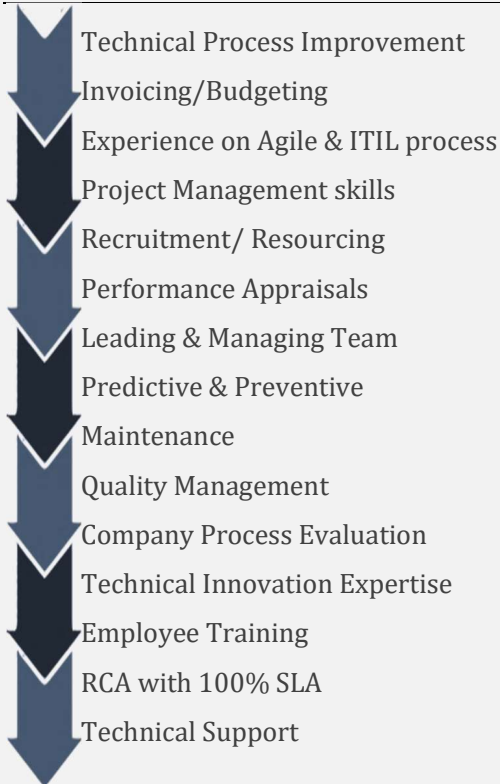 Technical Process Improvement
Invoicing/Budgeting
Experience on Agile & ITIL process
Project Management skills
Recruitment/ Resourcing
Performance Appraisals
Leading & Managing Team
Predictive & Preventive
Maintenance
Quality Management
Company Process Evaluation
Technical Innovation Expertise
Employee Training
RCA with 100% SLA
Technical Support